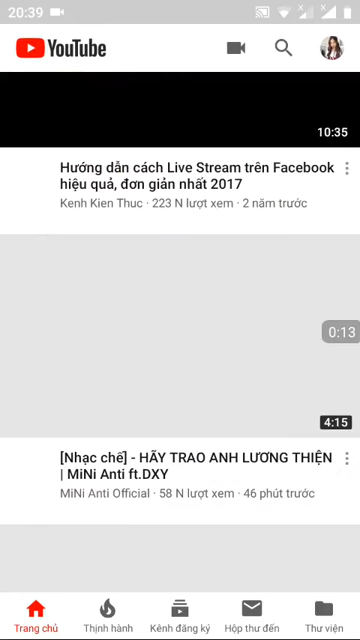 20:39
YouTube
10:35
Hướng dẫn cách Live Stream trên Facebook
hiệu quả, đơn giản nhất 2017
Kenh Kien Thuc · 223 N lượt xem · 2 năm trước
0:13
4:15
[Nhạc chế] - HÃY TRAO ANH LƯƠNG THIỆN
| MiNi Anti ft.DXY
MiNi Anti Official · 58 N lượt xem · 46 phút trước
Trang chủ
Thịnh hành
Kênh đăng ký
Hộp thư đến
Thư viện